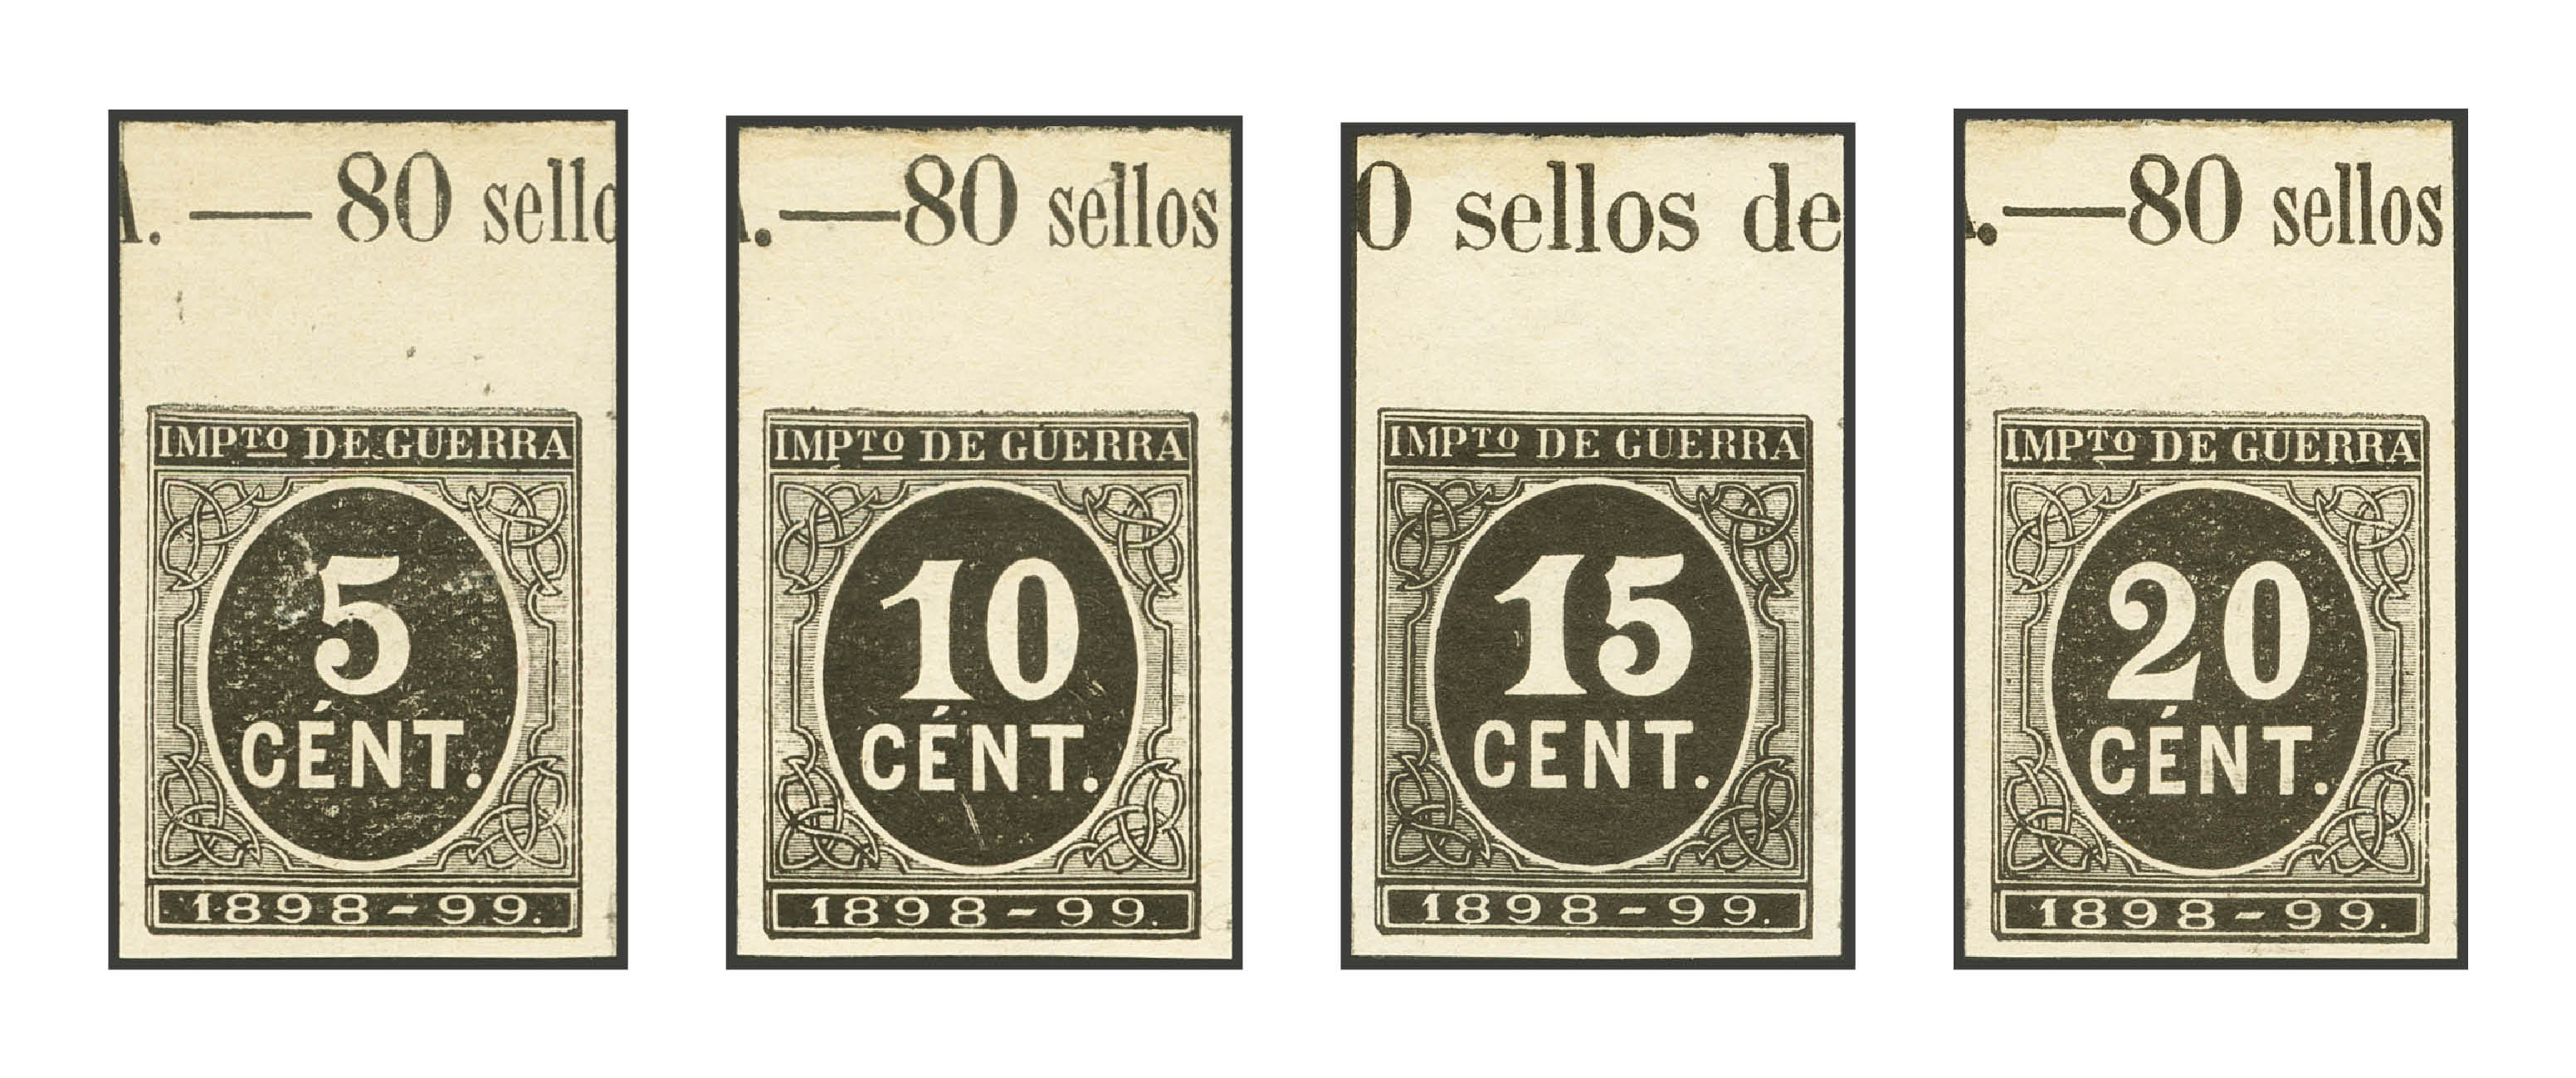 A. — 80 sello
IMPTO DE GUERRA
5
CÉNT.
1898-99.
.—80 sellos
IMPTO DE GUERRA
10
CÉNT.
1898-99.
0 sellos de
IMPTO DE GUERRA
15
CENT.
1898-99.
.—80 sellos
IMPTO DE GUERRA
20
CÉNT.
1898-99.